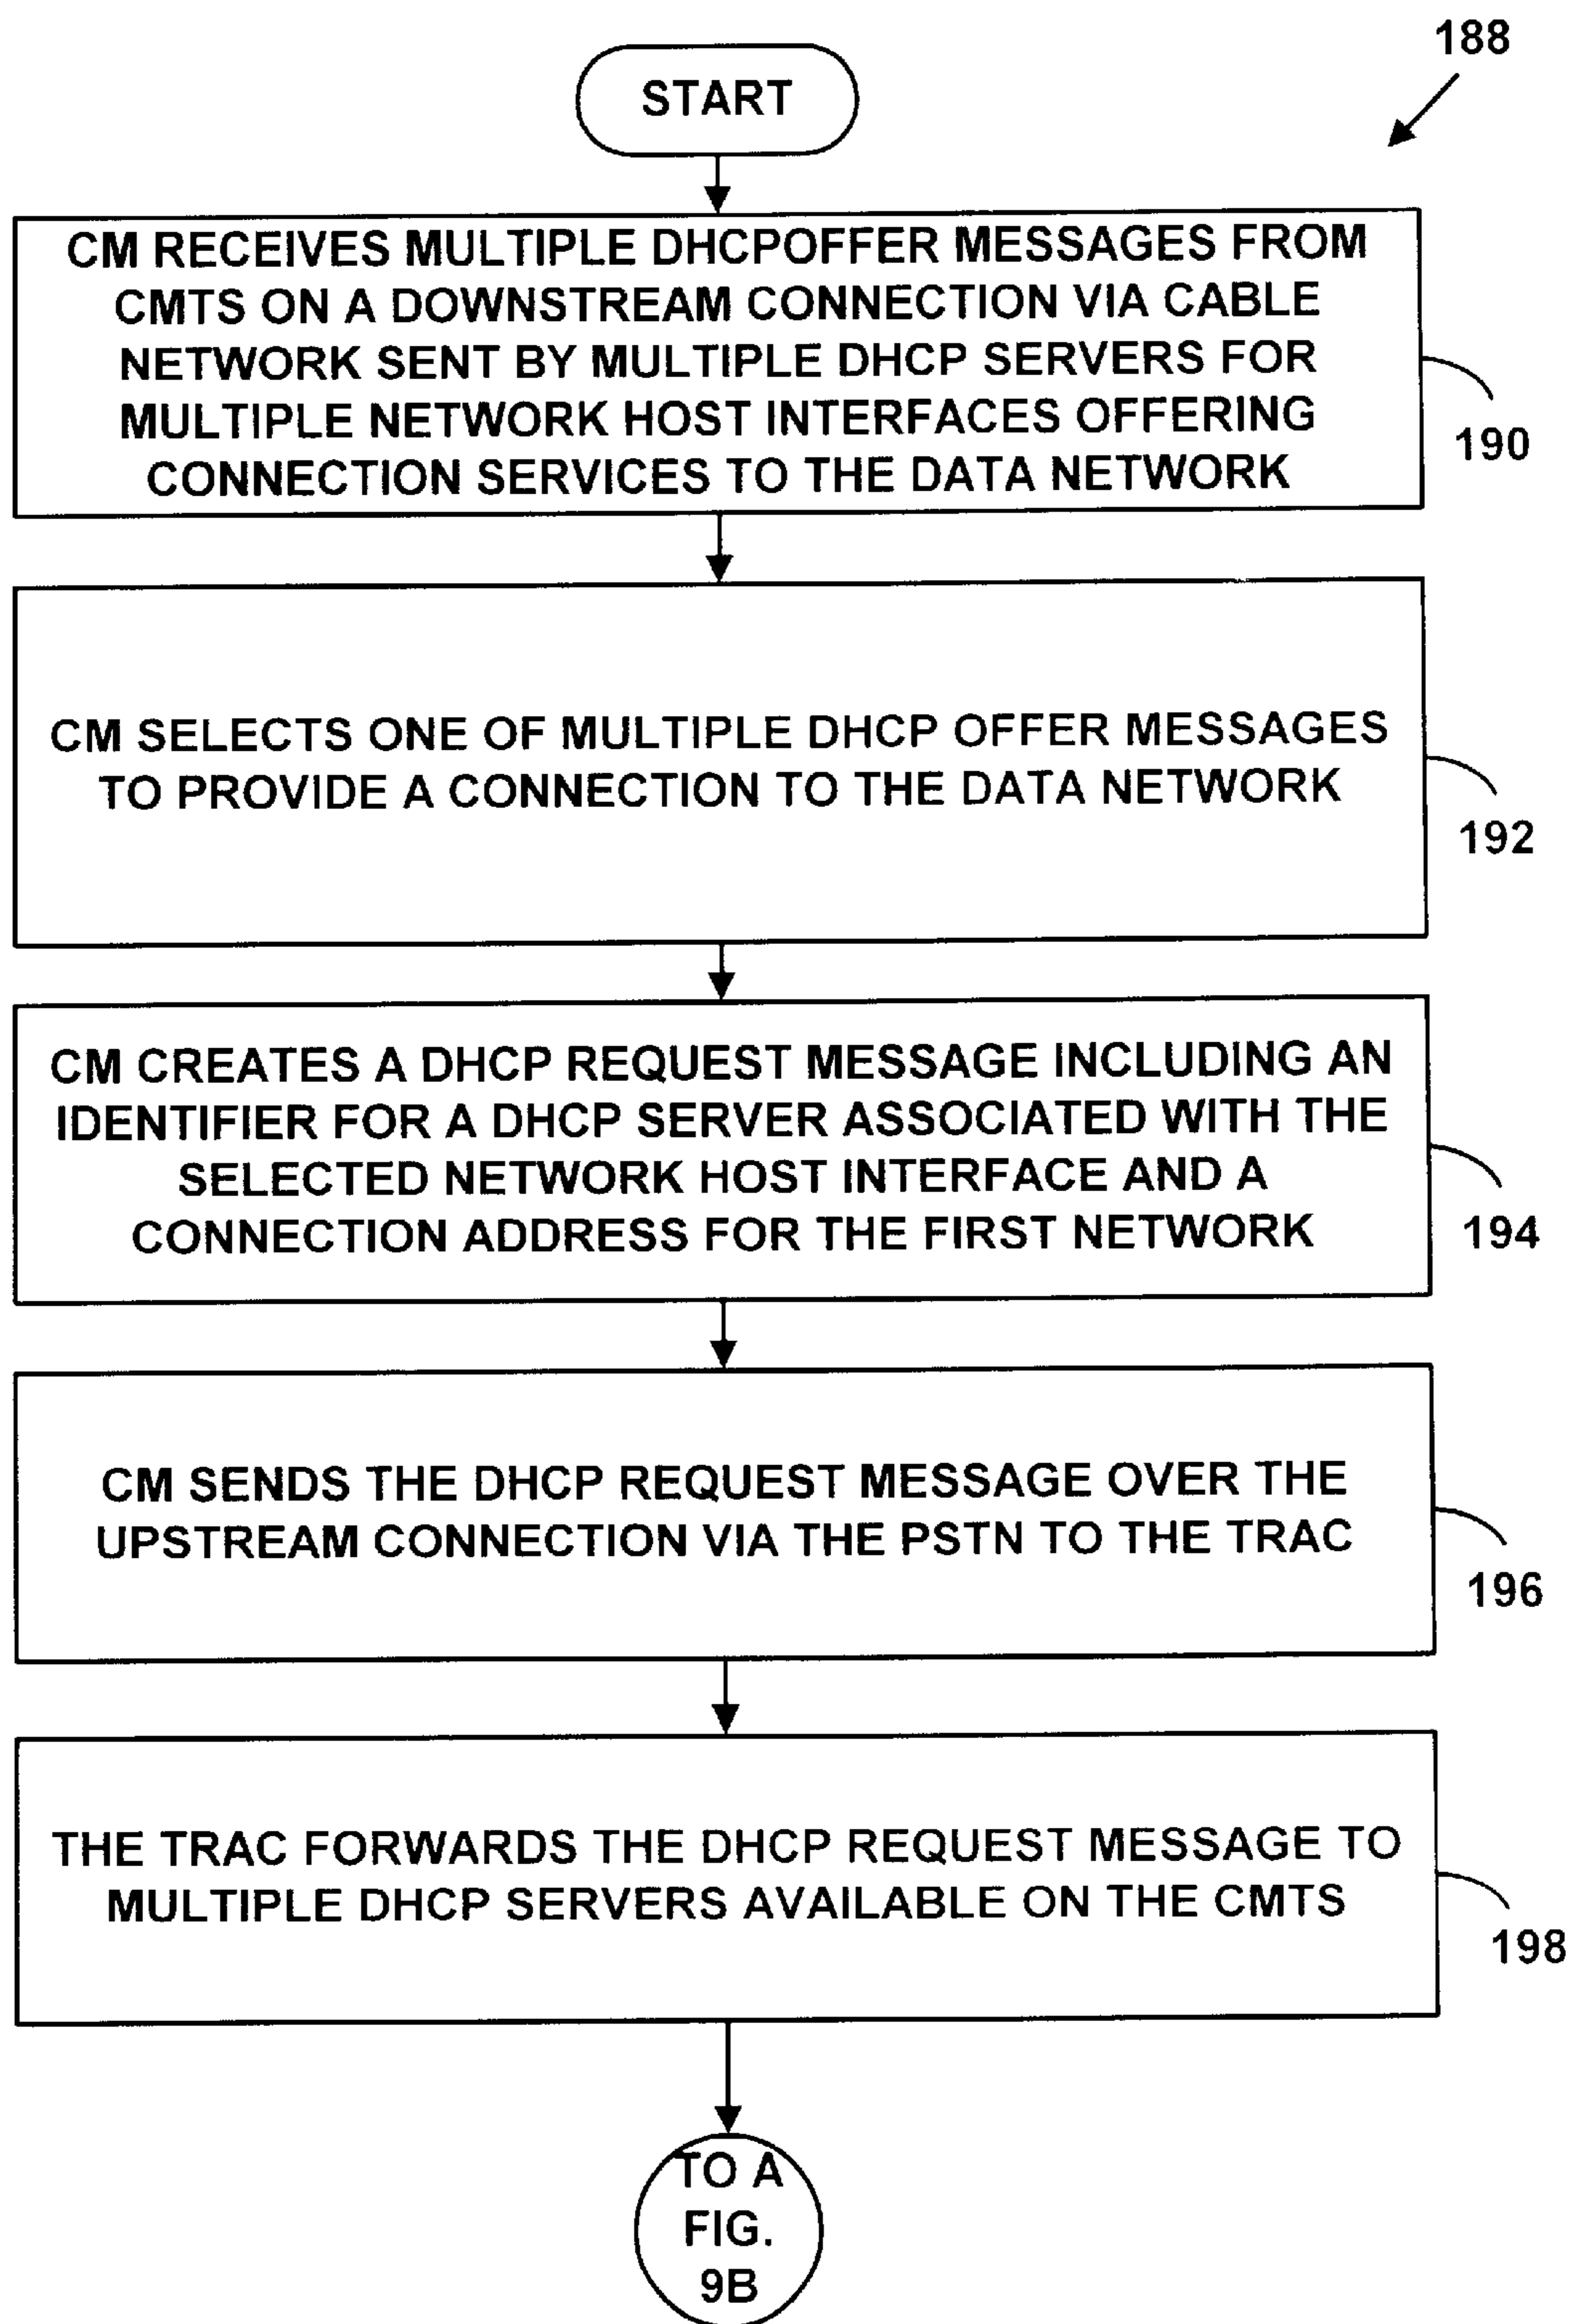 188
START
CM RECEIVES MULTIPLE DHCPOFFER MESSAGES FROM
CMTS ON A DOWNSTREAM CONNECTION VIA CABLE
NETWORK SENT BY MULTIPLE DHCP SERVERS FOR
MULTIPLE NETWORK HOST INTERFACES OFFERING
CONNECTION SERVICES TO THE DATA NETWORK
190
CM SELECTS ONE OF MULTIPLE DHCP OFFER MESSAGES
TO PROVIDE A CONNECTION TO THE DATA NETWORK
192
CM CREATES A DHCP REQUEST MESSAGE INCLUDING AN
IDENTIFIER FOR A DHCP SERVER ASSOCIATED WITH THE
SELECTED NETWORK HOST INTERFACE AND A
CONNECTION ADDRESS FOR THE FIRST NETWORK
194
CM SENDS THE DHCP REQUEST MESSAGE OVER THE
UPSTREAM CONNECTION VIA THE PSTN TO THE TRAC
196
THE TRAC FORWARDS THE DHCP REQUEST MESSAGE TO
MULTIPLE DHCP SERVERS AVAILABLE ON THE CMTS
198
TO A
FIG.
9B